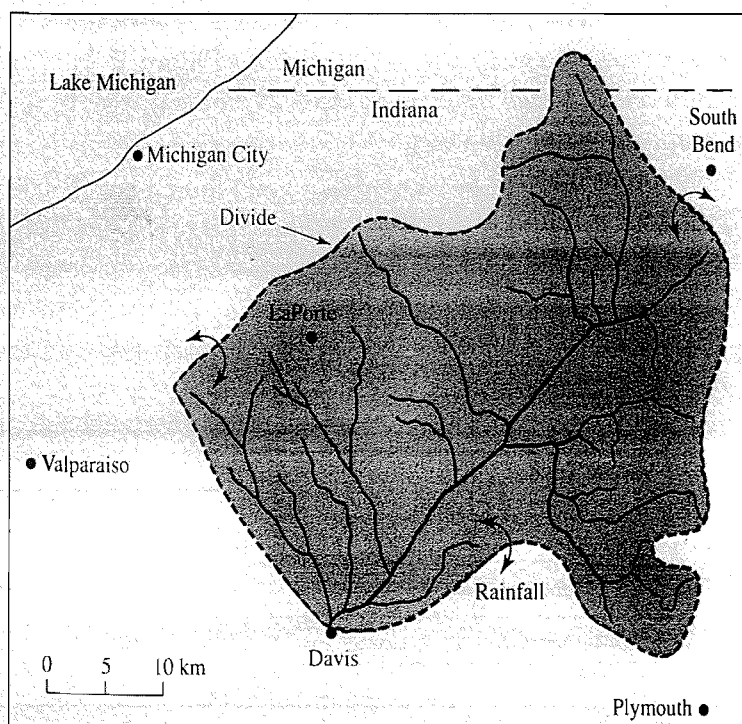 Lake Michigan
Michigan
Indiana
South
Bend
Michigan City
Divide
LaPorte
Valparaiso
Rainfall
Davis
0 5 10 km
Plymouth